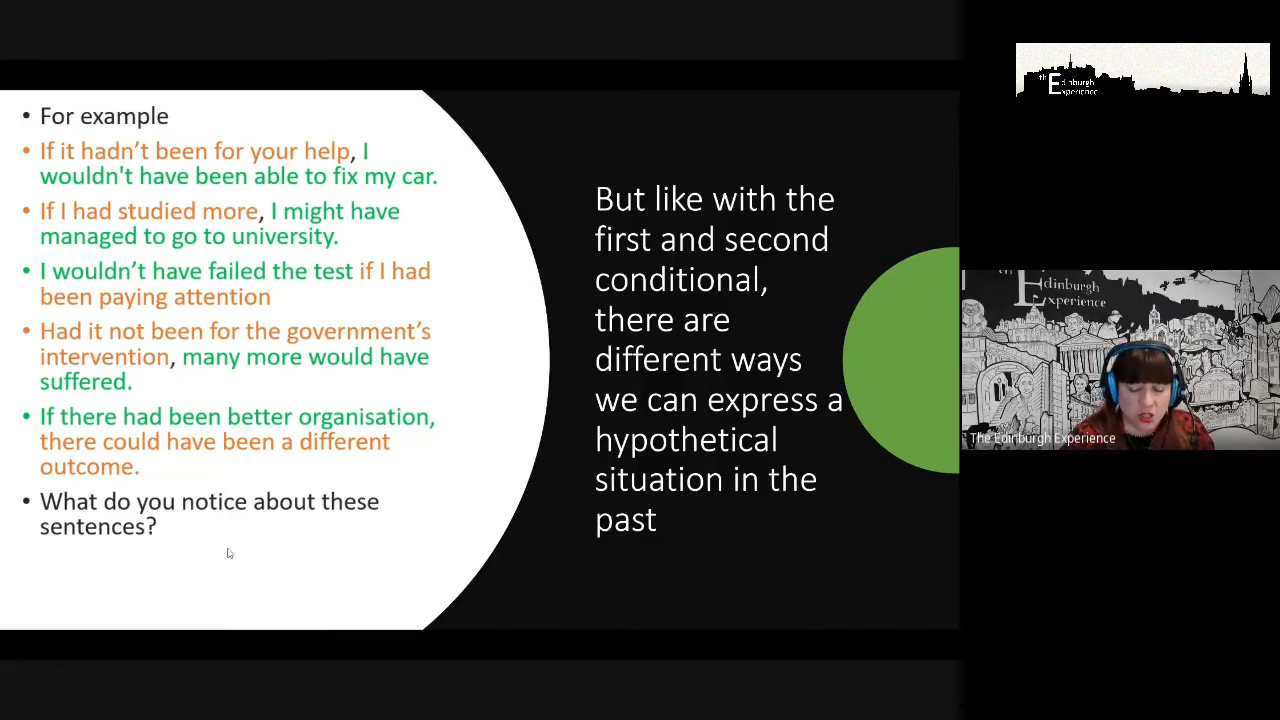 • For example
• If it hadn’t been for your help, I
wouldn't have been able to fix my car.
• If I had studied more, I might have
managed to go to university.
• I wouldn’t have failed the test if I had
been paying attention
• Had it not been for the government’s
intervention, many more would have
suffered.
• If there had been better organisation,
there could have been a different
outcome.
• What do you notice about these
sentences?
But like with the
first and second
conditional,
there are
different ways
we can express a
hypothetical
situation in the
past
the Edinburgh
Experience
Edinburgh
Experience
The Edinburgh Experience